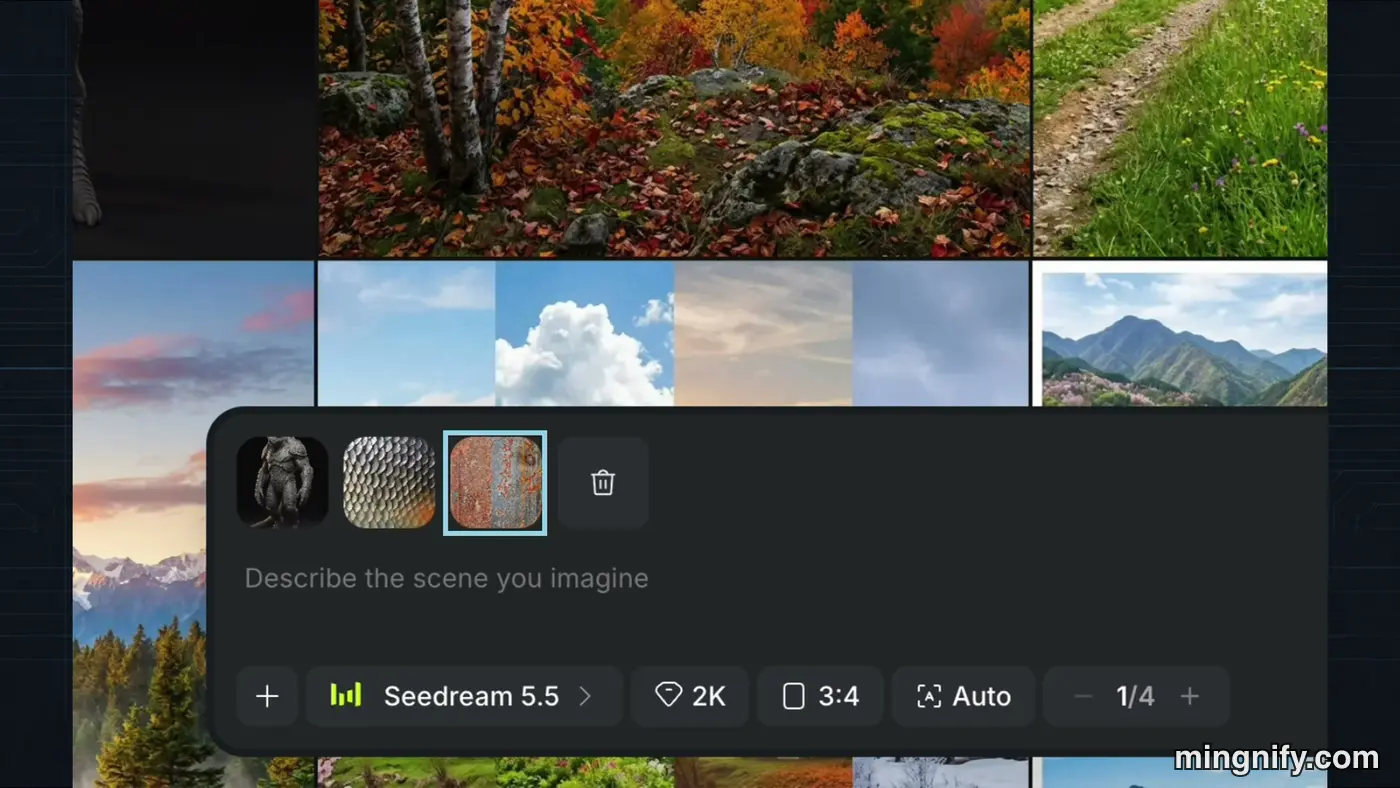 Describe the scene you imagine
Seedream 5.5
2K
3:4
A Auto
1/4
mingnify.com